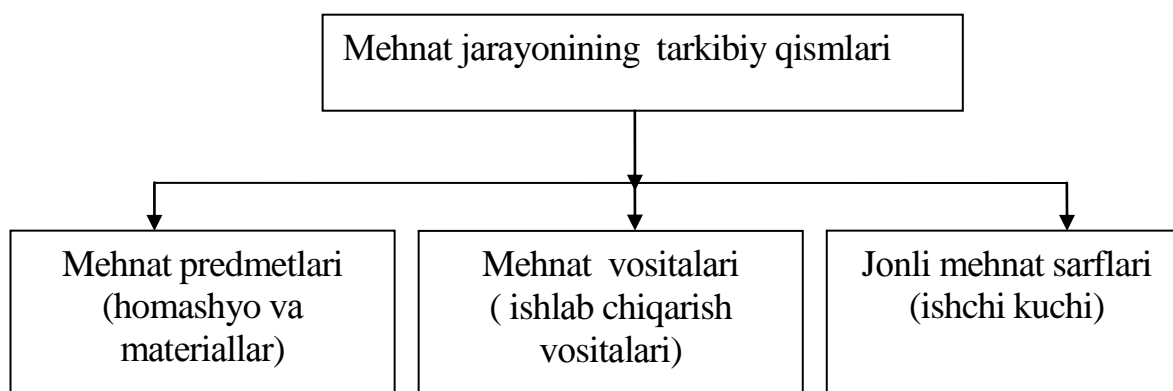 Mehnat jarayonining tarkibiy qismlari
Mehnat predmetlari
(homashyo va
materiallar)
Mehnat vositalari
( ishlab chiqarish
vositalari)
Jonli mehnat sarflari
(ishchi kuchi)